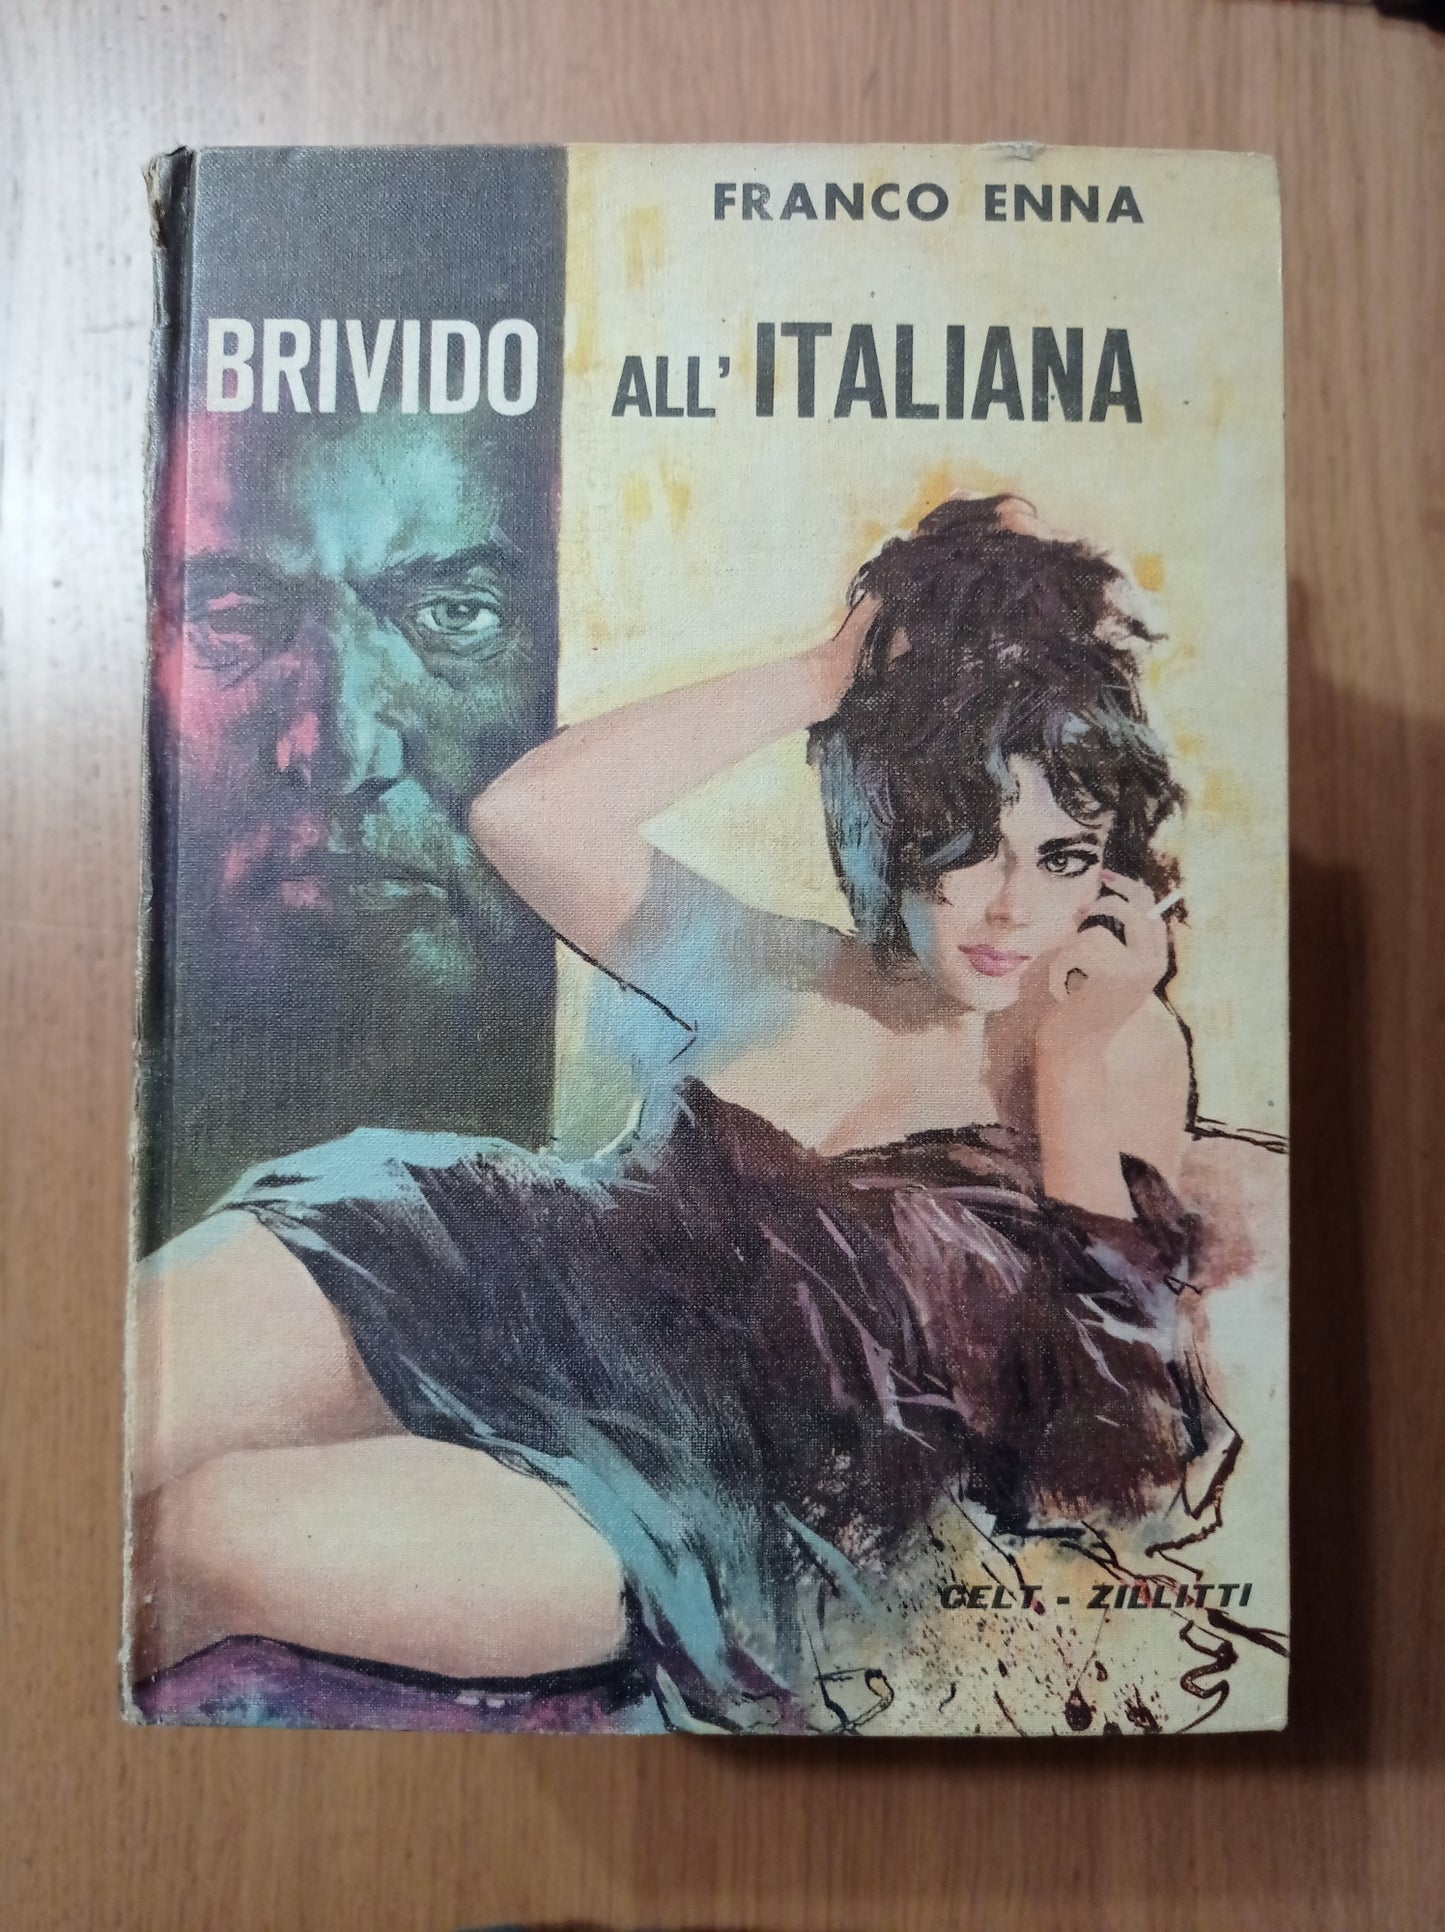 FRANCO ENNA
BRIVIDO ALL'ITALIANA
CELT - ZILLITTI